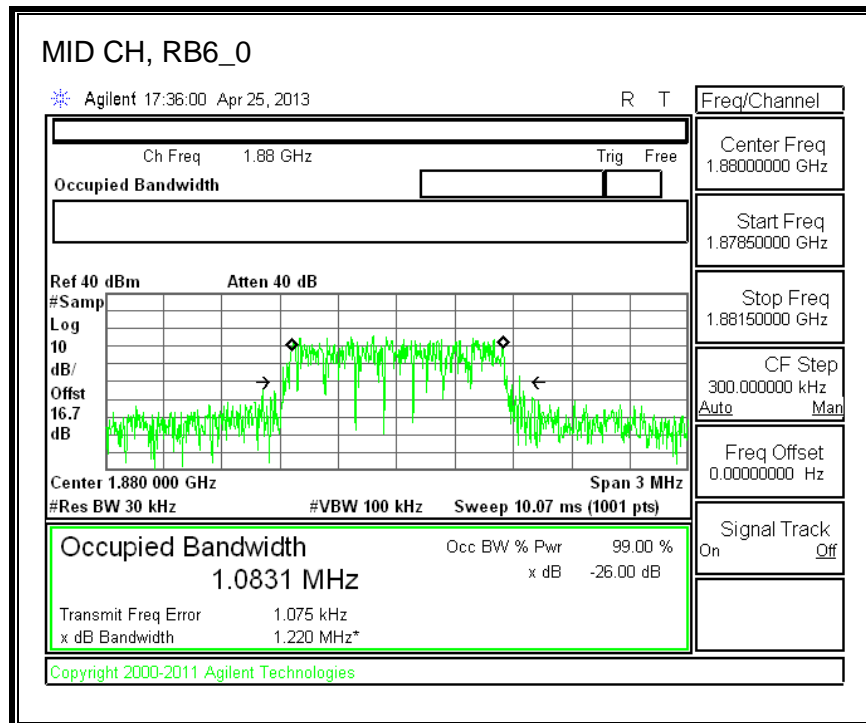 MID CH, RB6_0
Agilent 17:36:00 Apr 25, 2013 R T
Freq/Channel
Ch Freq 1.88 GHz Trig Free
Occupied Bandwidth
Center Freq
1.88000000 GHz
Start Freq
1.87850000 GHz
Stop Freq
1.88150000 GHz
CF Step
300.000000 kHz
Auto Man
Freq Offset
0.00000000 Hz
Signal Track
On Off
Ref 40 dBm Atten 40 dB
#Samp
Log
10
dB/
Offst
16.7
dB
Center 1.880 000 GHz Span 3 MHz
#Res BW 30 kHz #VBW 100 kHz Sweep 10.07 ms (1001 pts)
Occupied Bandwidth Occ BW % Pwr 99.00 %
1.0831 MHz x dB -26.00 dB
Transmit Freq Error 1.075 kHz
x dB Bandwidth 1.220 MHz*
Copyright 2000-2011 Agilent Technologies